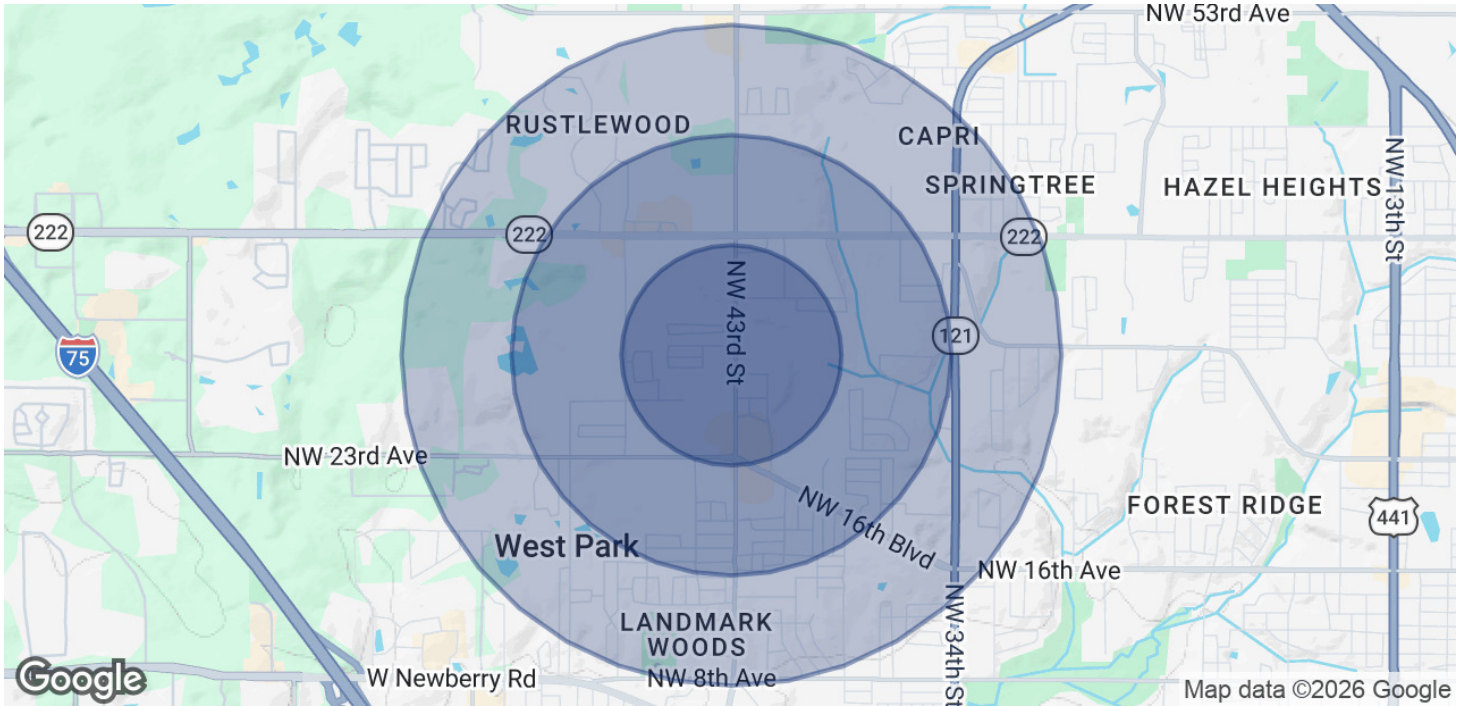 NW 53rd Ave
RUSTLEWOOD
CAPRI
SPRINGTREE
HAZEL HEIGHTS
NW 13th St
222
222
222
NW 43rd St
121
75
NW 23rd Ave
NW 16th Blvd
FOREST RIDGE
441
West Park
NW 16th Ave
LANDMARK
WOODS
NW 34th St
W Newberry Rd
NW 8th Ave
Google
Map data ©2026 Google